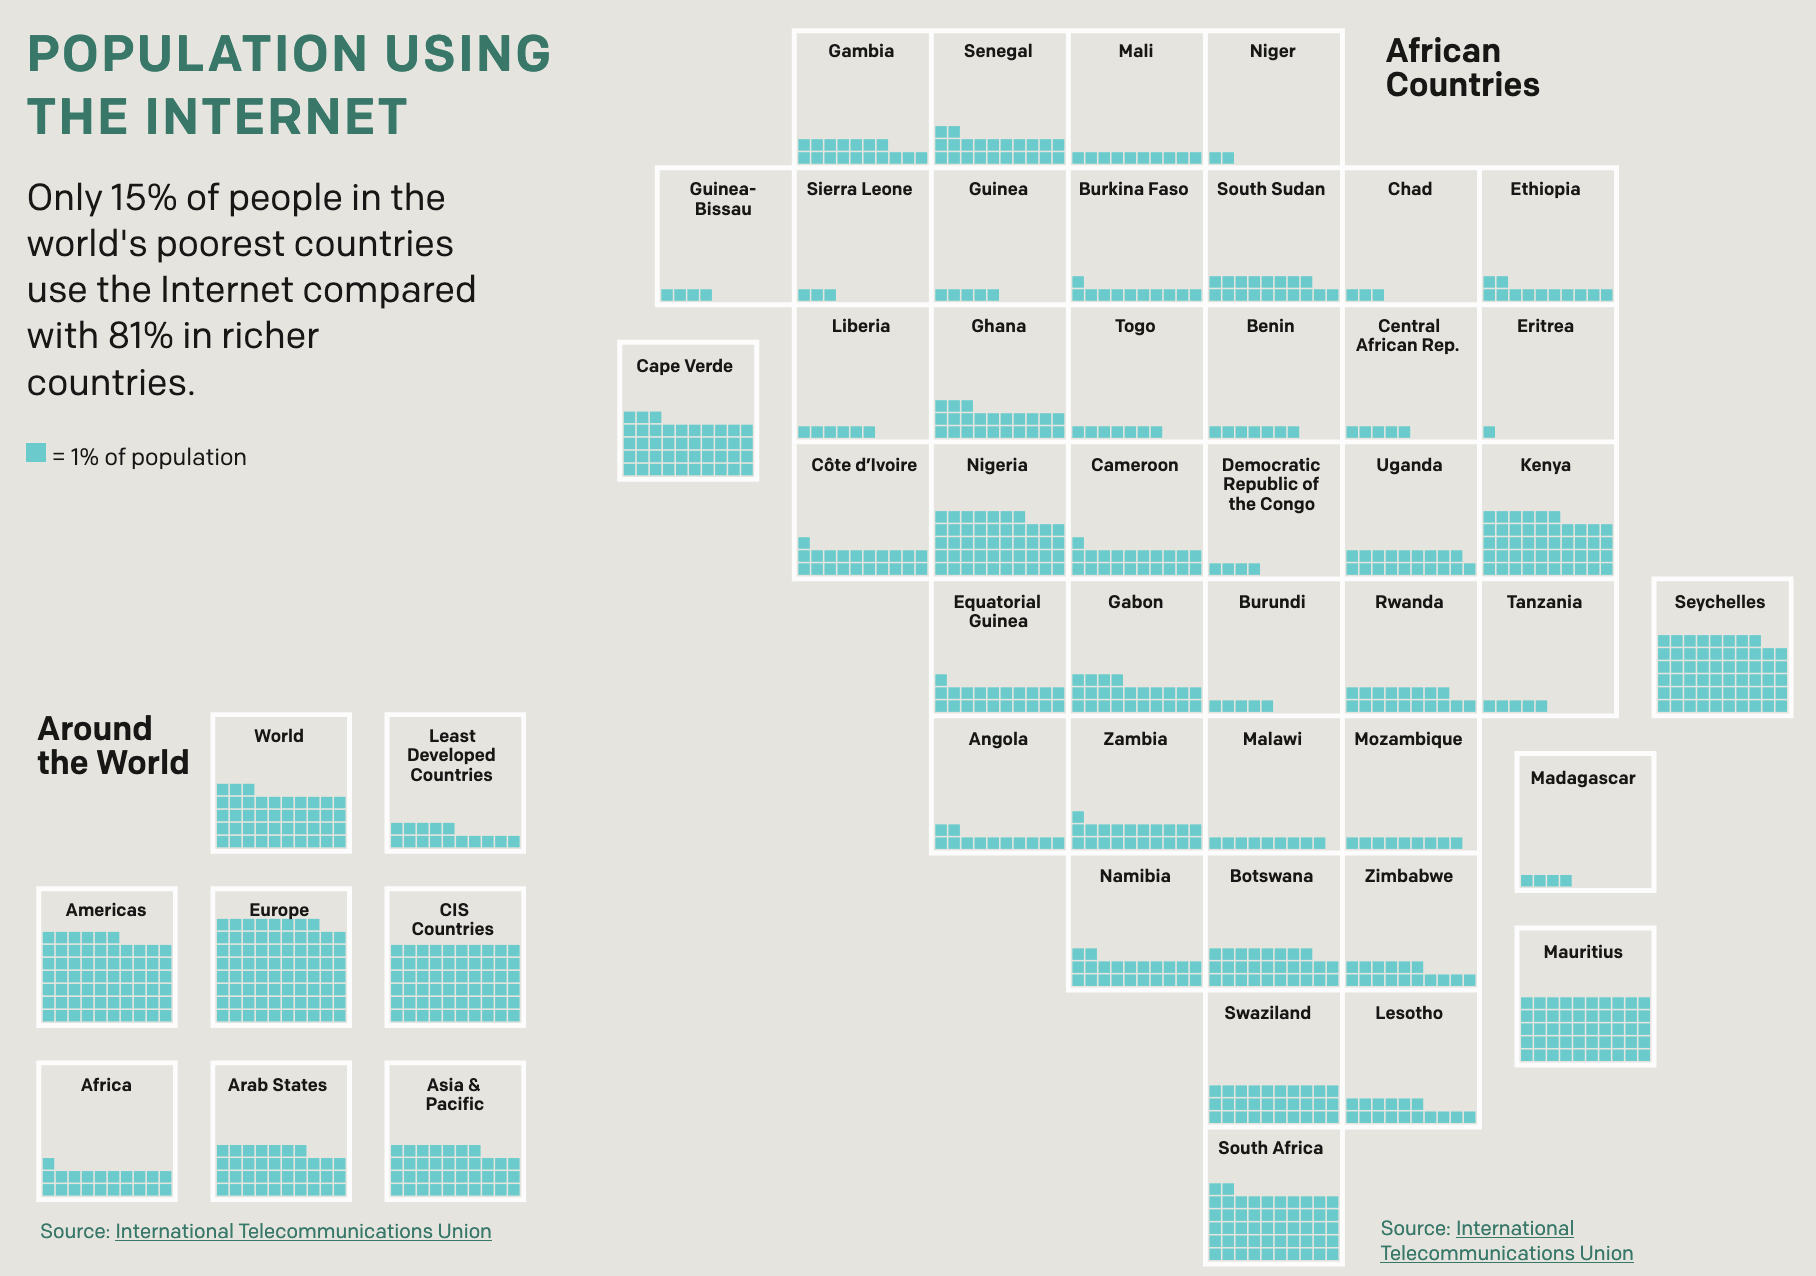 POPULATION USING
THE INTERNET
Only 15% of people in the
world's poorest countries
use the Internet compared
with 81% in richer
countries.
= 1% of population
African
Countries
Gambia
Senegal
Mali
Niger
Guinea-
Bissau
Sierra Leone
Guinea
Burkina Faso
South Sudan
Chad
Ethiopia
Cape Verde
Liberia
Ghana
Togo
Benin
Central
African Rep.
Eritrea
Côte d’Ivoire
Nigeria
Cameroon
Democratic
Republic of
the Congo
Uganda
Kenya
Equatorial
Guinea
Gabon
Burundi
Rwanda
Tanzania
Seychelles
Angola
Zambia
Malawi
Mozambique
Madagascar
Namibia
Botswana
Zimbabwe
Mauritius
Swaziland
Lesotho
South Africa
Source: International
Telecommunications Union
Around
the World
World
Least
Developed
Countries
Americas
Europe
CIS
Countries
Africa
Arab States
Asia &
Pacific
Source: International Telecommunications Union